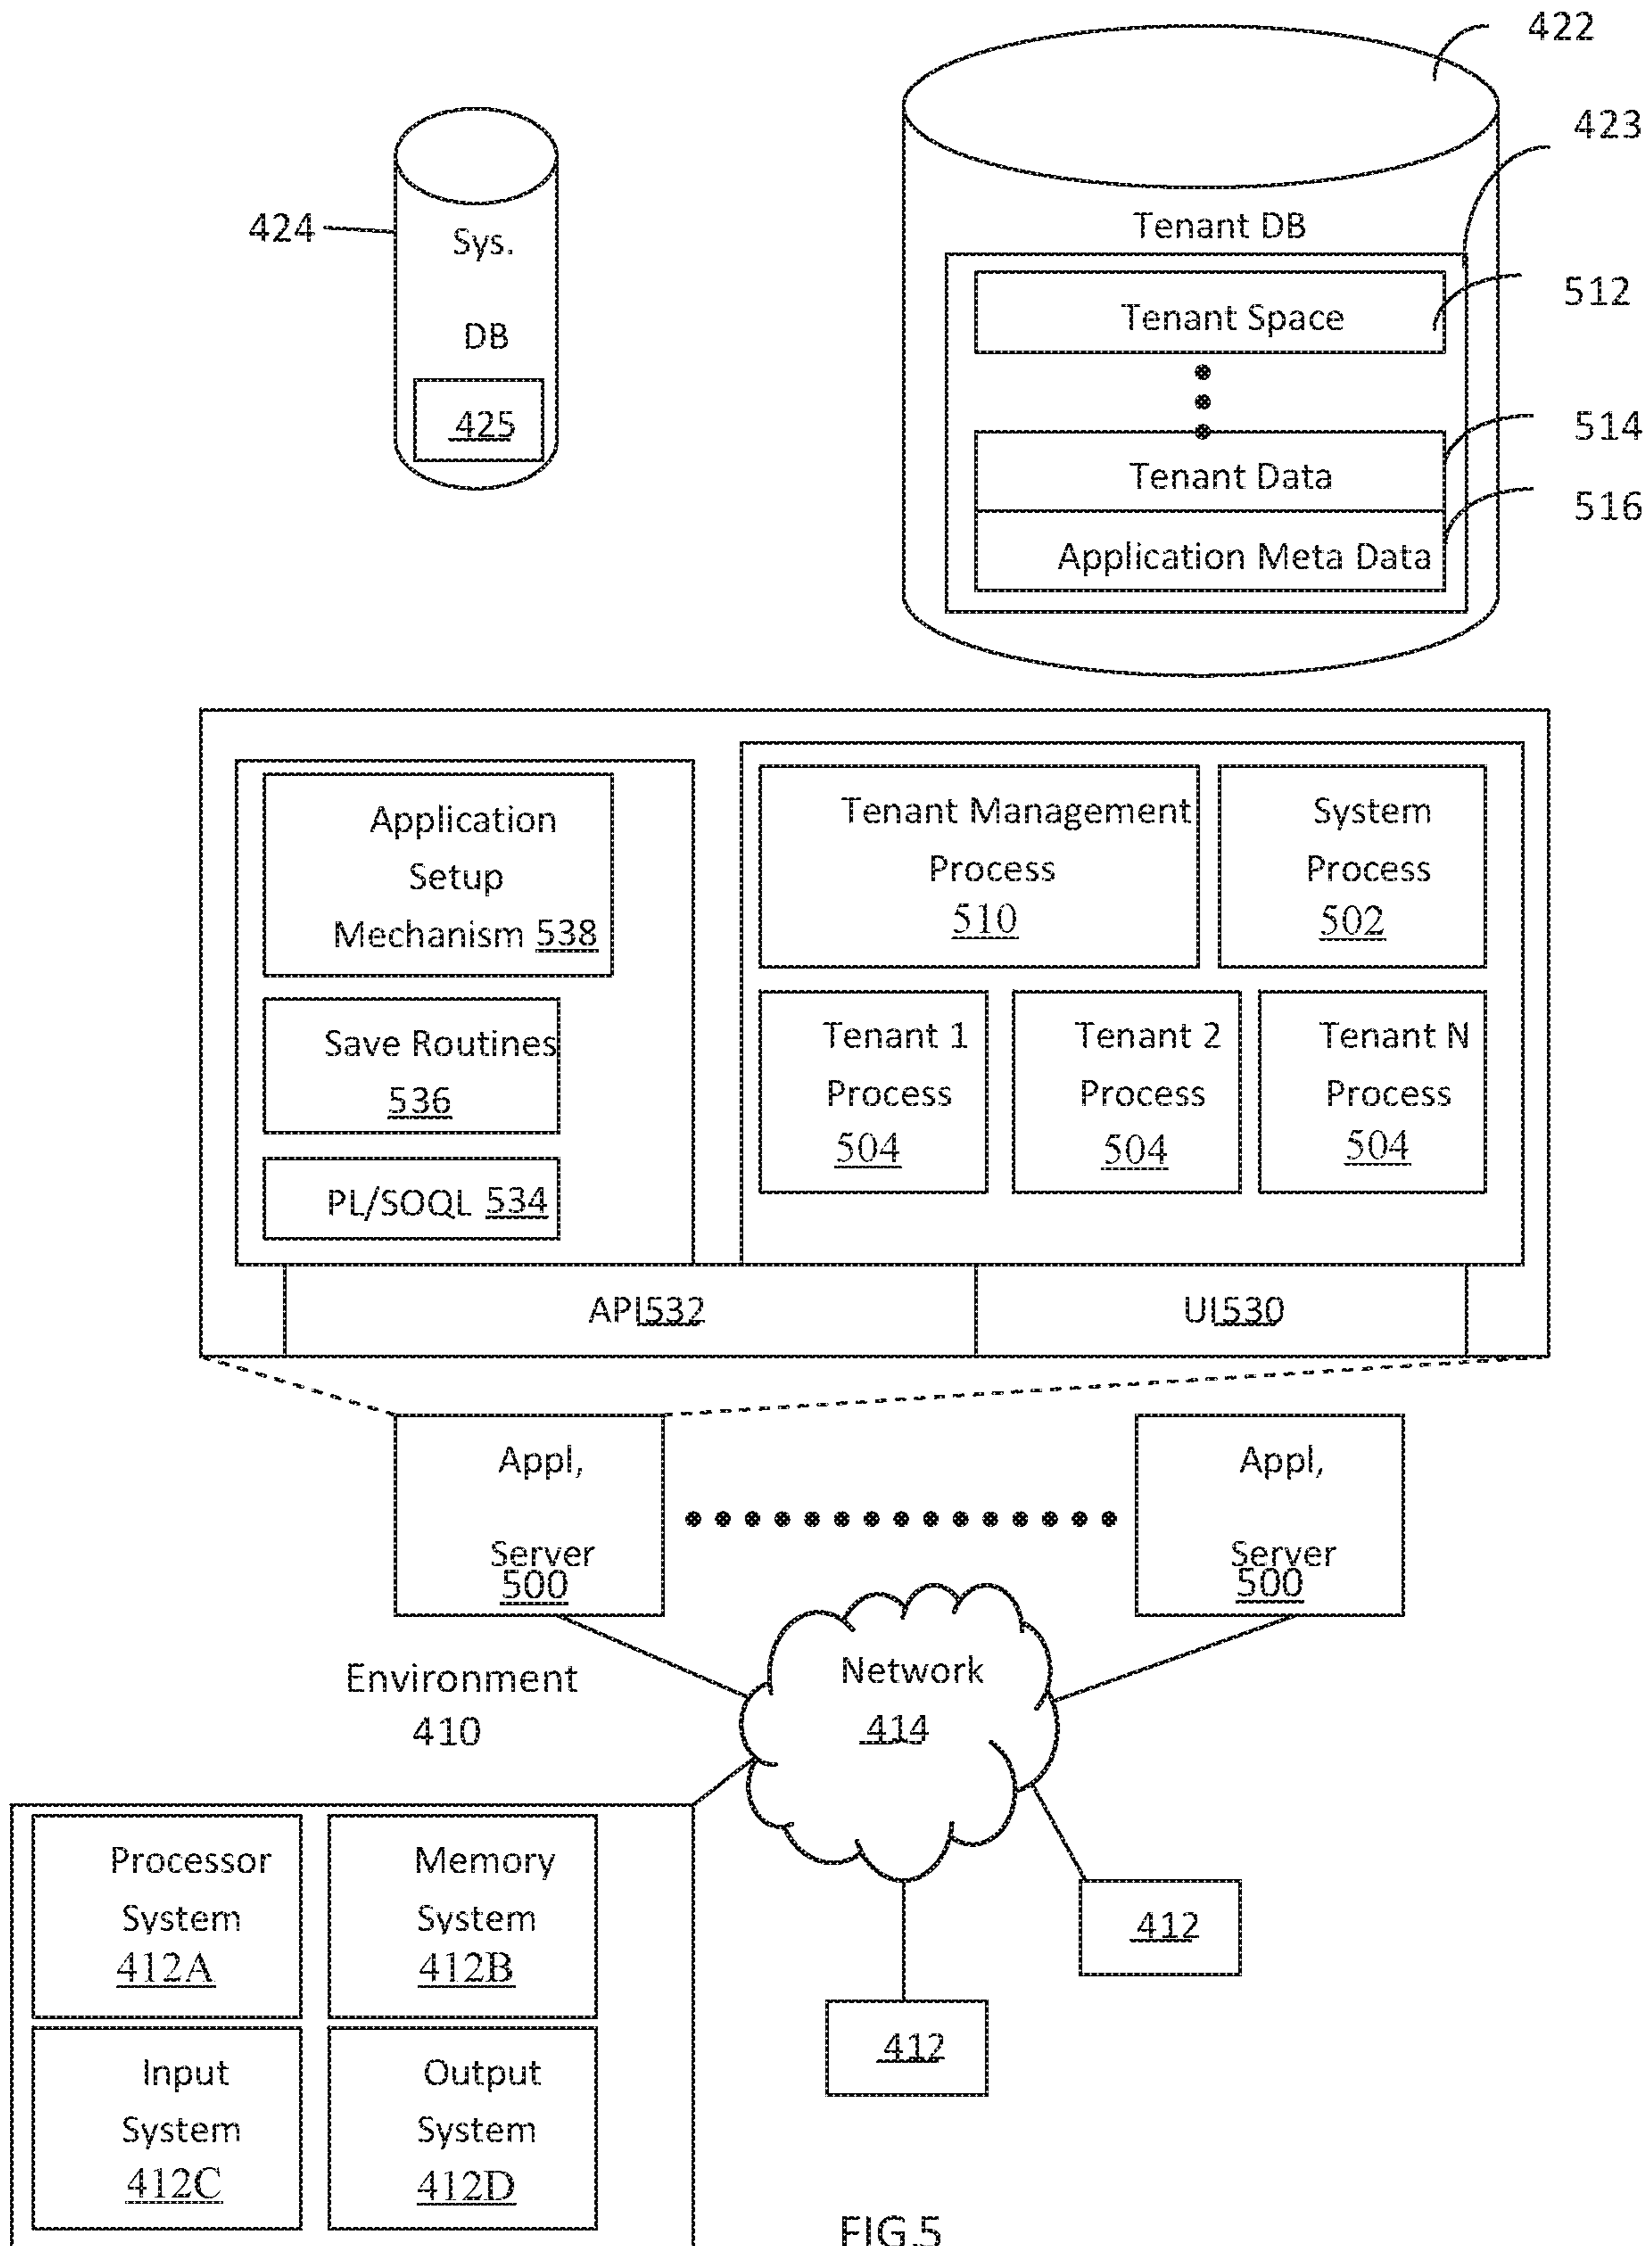 422
423
424
Sys.
DB
425
Tenant DB
Tenant Space
512
Tenant Data
514
Application Meta Data
516
Application
Setup
Mechanism 538
Save Routines
536
PL/SOQL 534
Tenant Management
Process
510
System
Process
502
Tenant 1
Process
504
Tenant 2
Process
504
Tenant N
Process
504
API532
UI530
Appl,
Server
500
Appl,
Server
500
Environment
410
Network
414
Processor
System
412A
Memory
System
412B
Input
System
412C
Output
System
412D
412
412
FIG.5